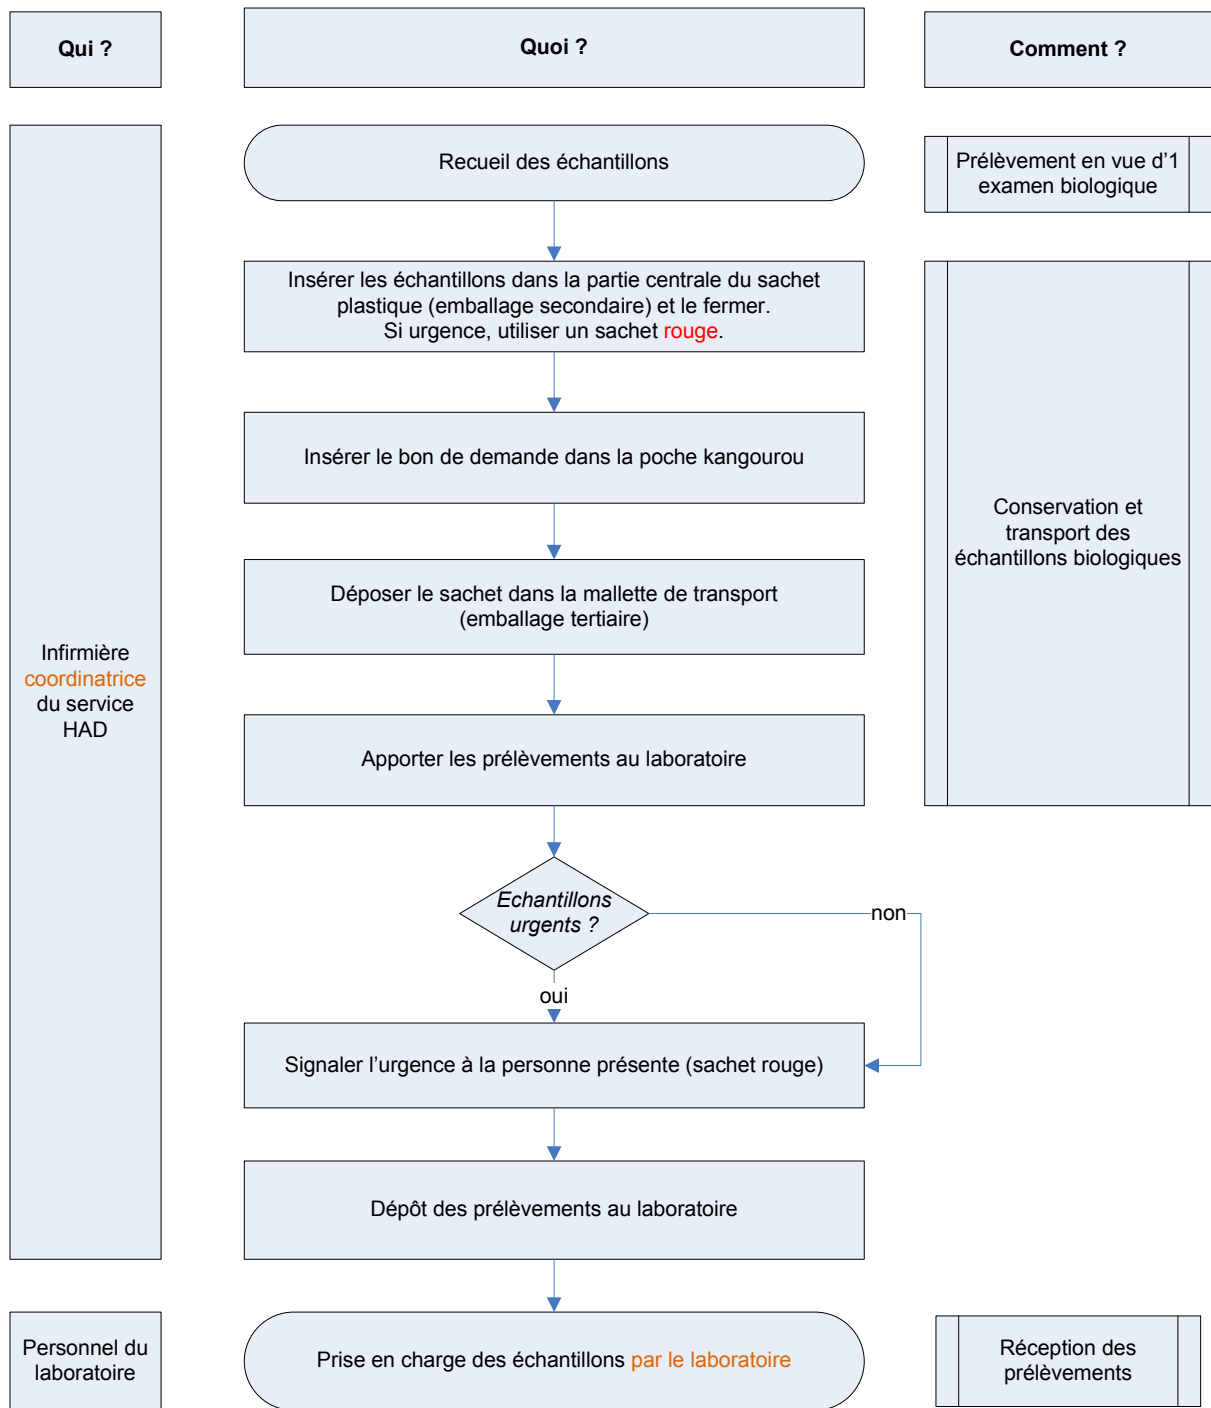 Qui ?
Quoi ?
Comment ?
Recueil des échantillons
Prélèvement en vue d’1
examen biologique
Insérer les échantillons dans la partie centrale du sachet
plastique (emballage secondaire) et le fermer.
Si urgence, utiliser un sachet rouge.
Insérer le bon de demande dans la poche kangourou
Conservation et
transport des
échantillons biologiques
Déposer le sachet dans la mallette de transport
(emballage tertiaire)
Infirmière
coordinatrice
du service
HAD
Apporter les prélèvements au laboratoire
Echantillons
urgents ?
non
oui
Signaler l’urgence à la personne présente (sachet rouge)
Dépôt des prélèvements au laboratoire
Personnel du
laboratoire
Prise en charge des échantillons par le laboratoire
Réception des
prélèvements